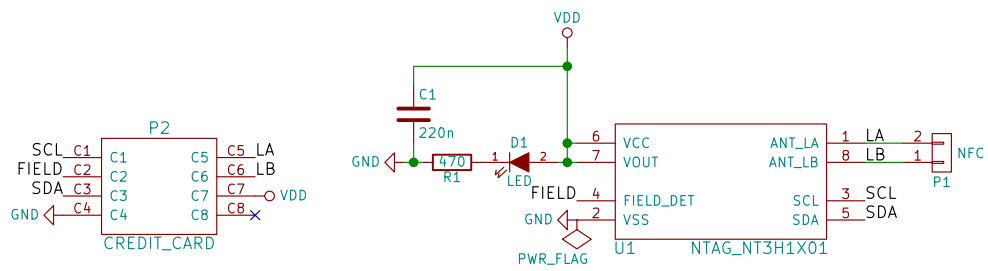 VDD
C1
220n
P2
SCL C1 C1 C5 C5 LA
FIELD C2 C2 C6 C6 LB
SDA C3 C3 C7 C7 VDD
GND C4 C4 C8 C8
CREDIT_CARD
GND 470 1 D1 2
R1 LED
6 VCC ANT_LA 1 LA 2
7 VOUT ANT_LB 8 LB 1 NFC
P1
FIELD 4 FIELD_DET SCL 3 SCL
GND 2 VSS SDA 5 SDA
PWR_FLAG
U1 NTAG_NT3H1X01